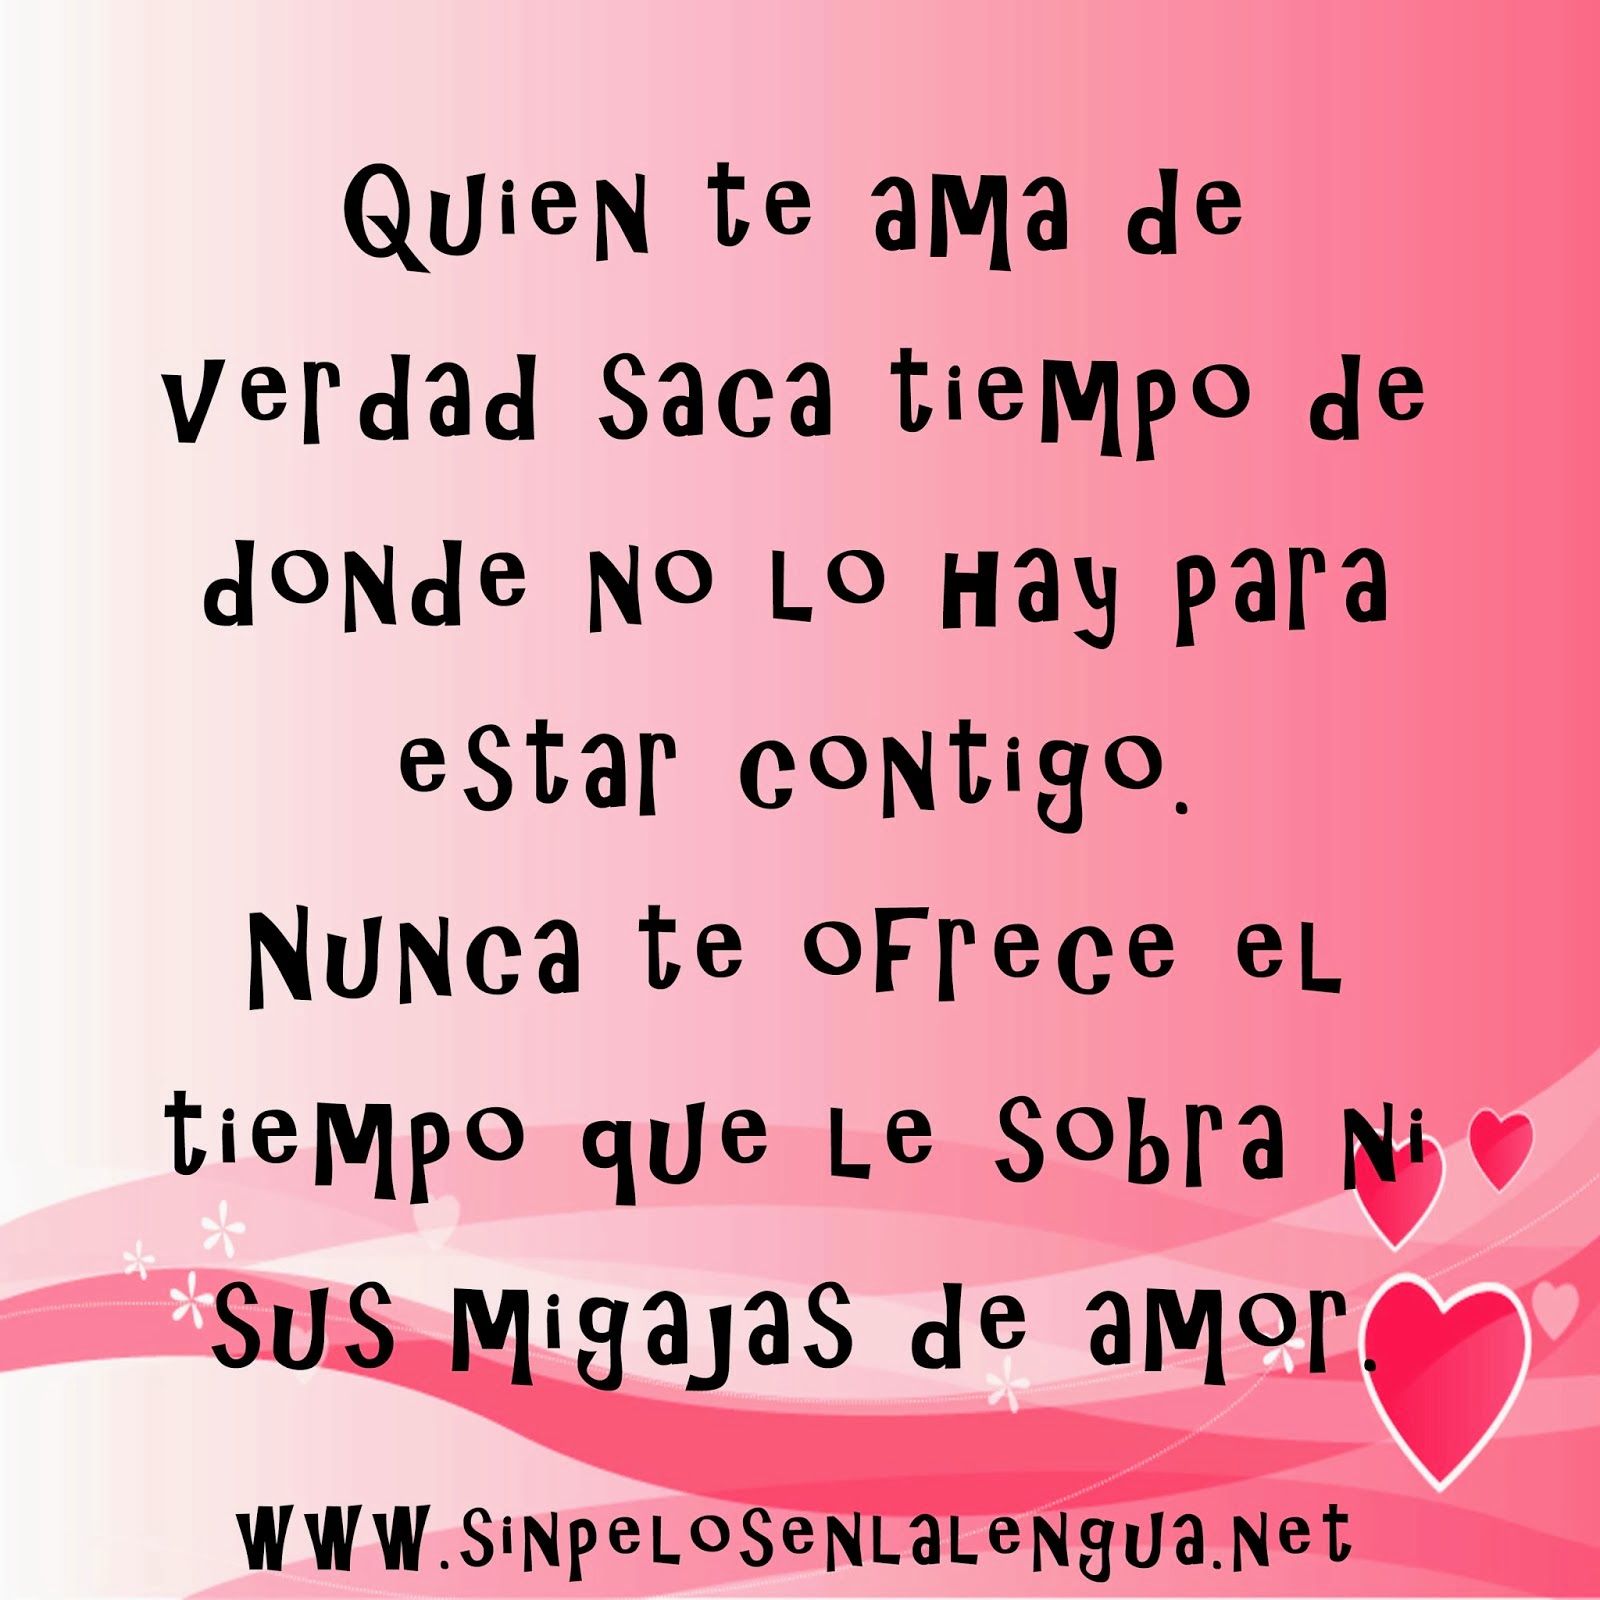 Quien te ama de
verdad saca tiempo de
donde no lo hay para
estar contigo.
Nunca te ofrece el
tiempo que le sobra ni
sus migajas de amor.
www.sinpelosenlalengua.net